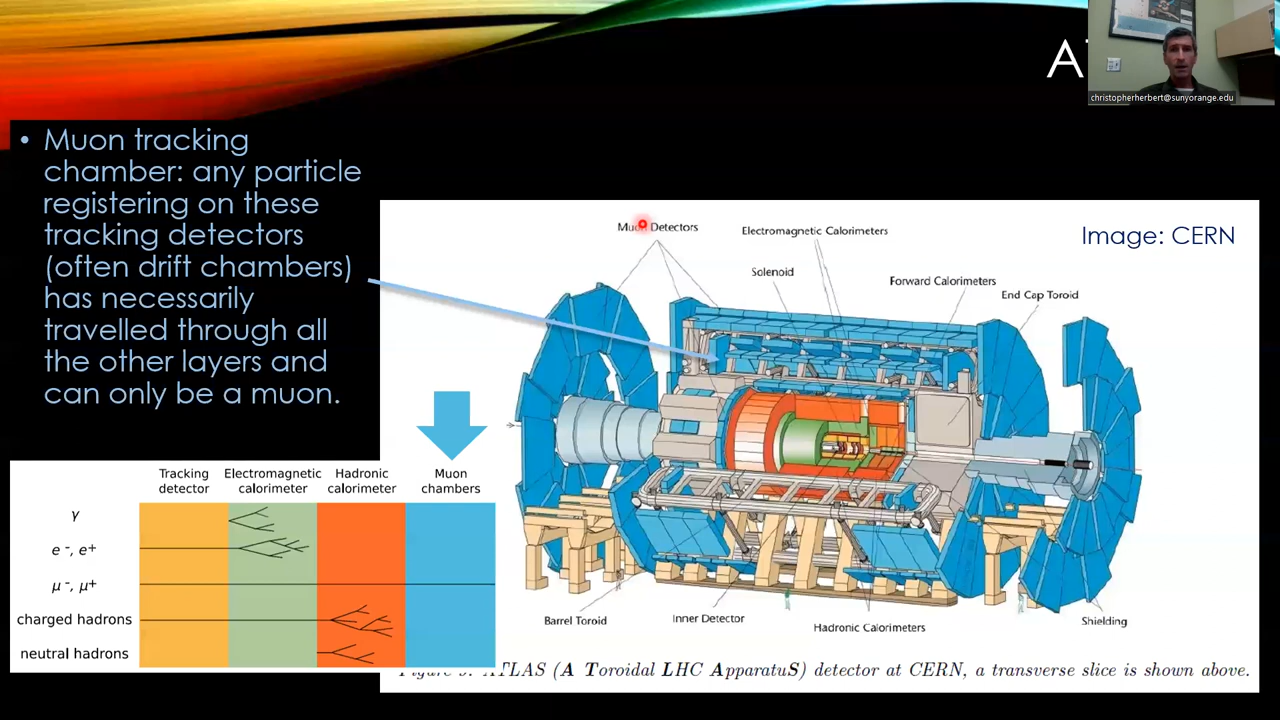 A
christopherherbert@sunyorange.edu
• Muon tracking
chamber: any particle
registering on these
tracking detectors
(often drift chambers)
has necessarily
travelled through all
the other layers and
can only be a muon.
Image: CERN
Detectors
Electromagnetic Calorimeters
Solenoid
Forward Calorimeters
End Cap Toroid
Barrel Toroid
Inner Detector
Hadronic Calorimeters
Shielding
TLAS (A Toroidal LHC ApparatuS) detector at CERN, a transverse slice is shown above.
Tracking
detector
Electromagnetic
calorimeter
Hadronic
calorimeter
Muon
chambers
γ
e⁻, e⁺
μ⁻, μ⁺
charged hadrons
neutral hadrons